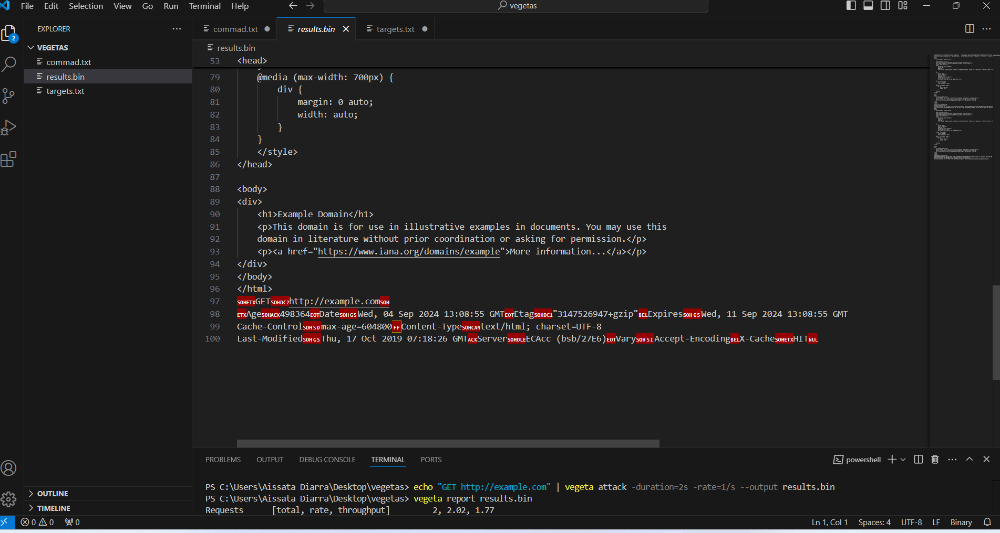 File Edit Selection View Go Run Terminal Help
vegetas
EXPLORER
VEGETAS
commad.txt
results.bin
targets.txt
OUTLINE
TIMELINE
2
commad.txt
results.bin
targets.txt
results.bin
53 <head>
79 @media (max-width: 700px) {
80 div {
81 margin: 0 auto;
82 width: auto;
83 }
84 }
85 </style>
86 </head>
87
88 <body>
89 <div>
90 <h1>Example Domain</h1>
91 <p>This domain is for use in illustrative examples in documents. You may use this
92 domain in literature without prior coordination or asking for permission.</p>
93 <p><a href="https://www.iana.org/domains/example">More information...</a></p>
94 </div>
95 </body>
96 </html>
97 SOHETXGETSOHDC2http://example.comSOH
98 ETXAgeSOHACK498364EOTDateSOHGSWed, 04 Sep 2024 13:08:55 GMTEOTEtagSOHDC1"3147526947+gzip"BELExpiresSOHGSWed, 11 Sep 2024 13:08:55 GMT
99 Cache-ControlSOHSOmax-age=604800FFContent-TypeSOHCANtext/html; charset=UTF-8
100 Last-ModifiedSOHGSThu, 17 Oct 2019 07:18:26 GMTACKServerSOHDLEECAcc (bsb/27E6)EOTVarySOHSIAccept-EncodingBELX-CacheSOHETXHITNUL
PROBLEMS OUTPUT DEBUG CONSOLE TERMINAL PORTS
powershell
PS C:\Users\Aissata Diarra\Desktop\vegetas> echo "GET http://example.com" | vegeta attack -duration=2s -rate=1/s --output results.bin
PS C:\Users\Aissata Diarra\Desktop\vegetas> vegeta report results.bin
Requests [total, rate, throughput] 2, 2.02, 1.77
0 0 0
Ln 1, Col 1 Spaces: 4 UTF-8 LF Binary